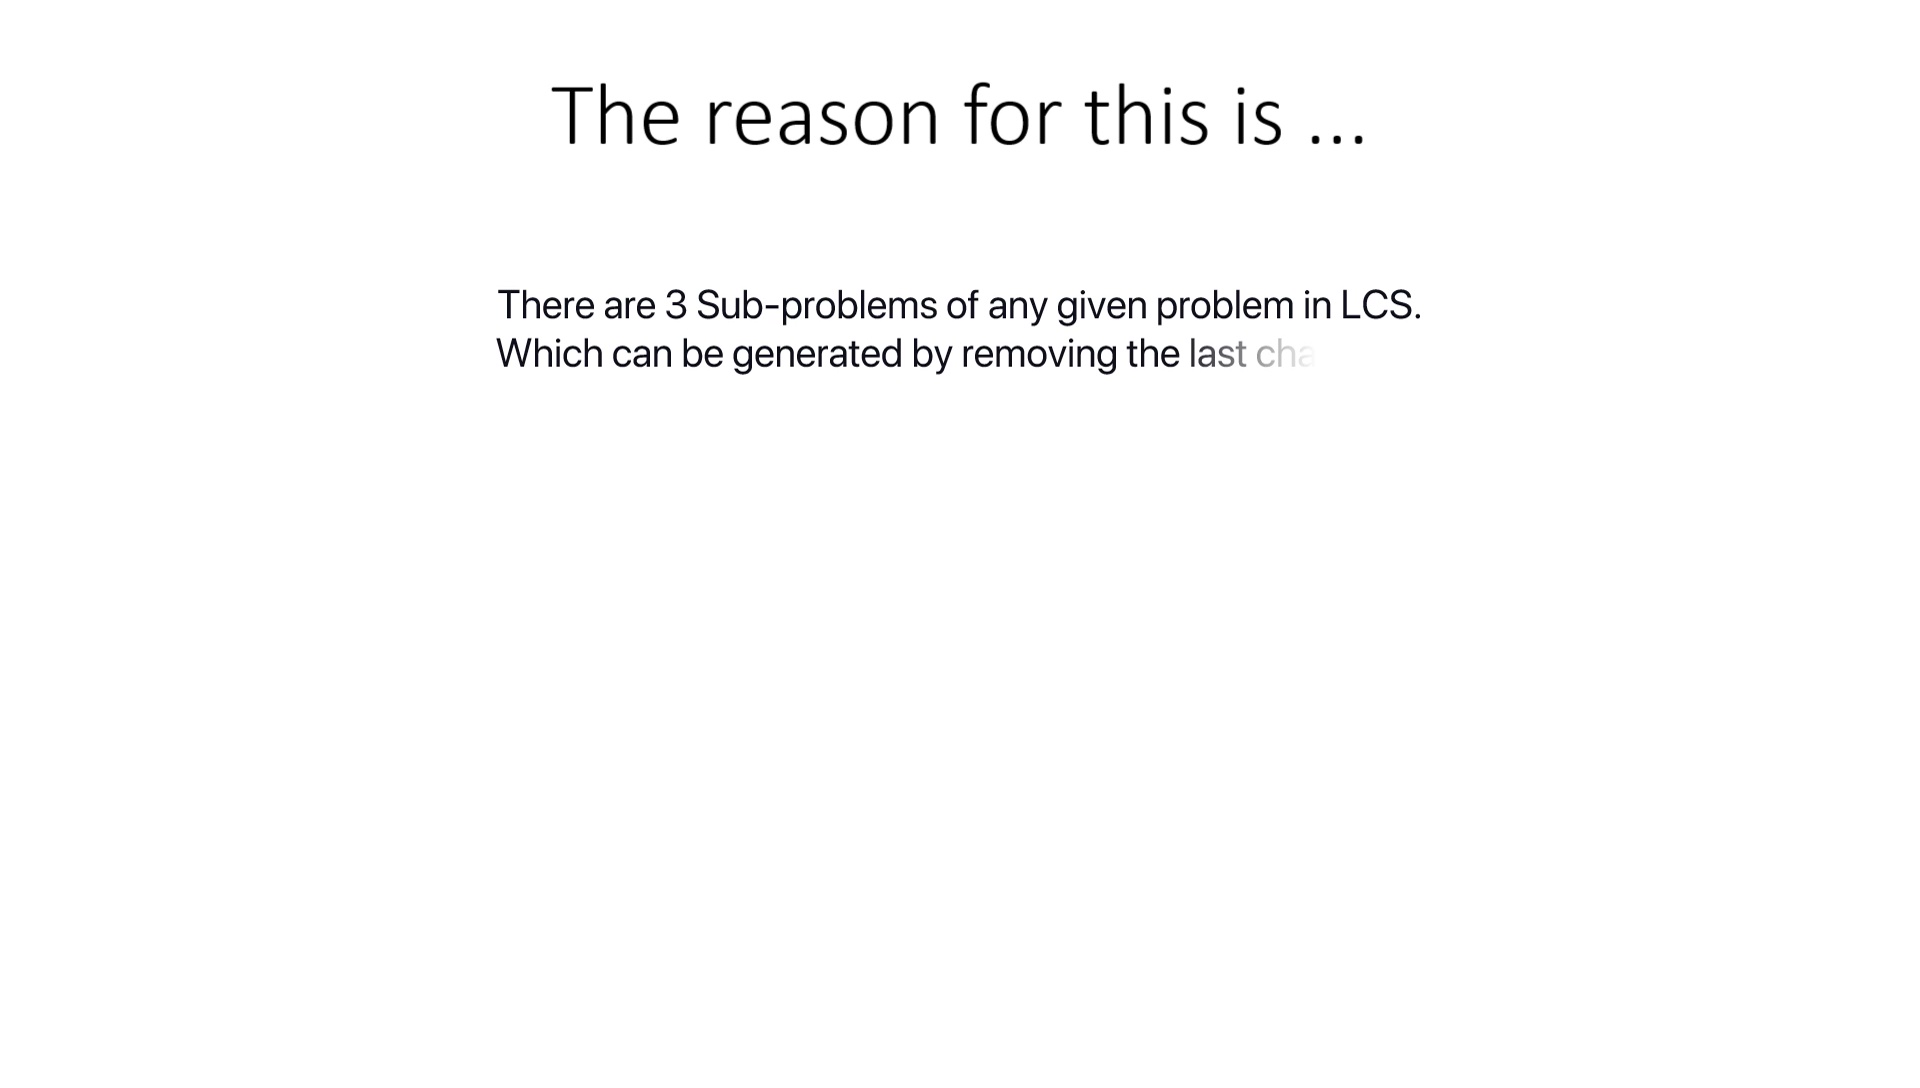 The reason for this is ...
There are 3 Sub-problems of any given problem in LCS.
Which can be generated by removing the last cha